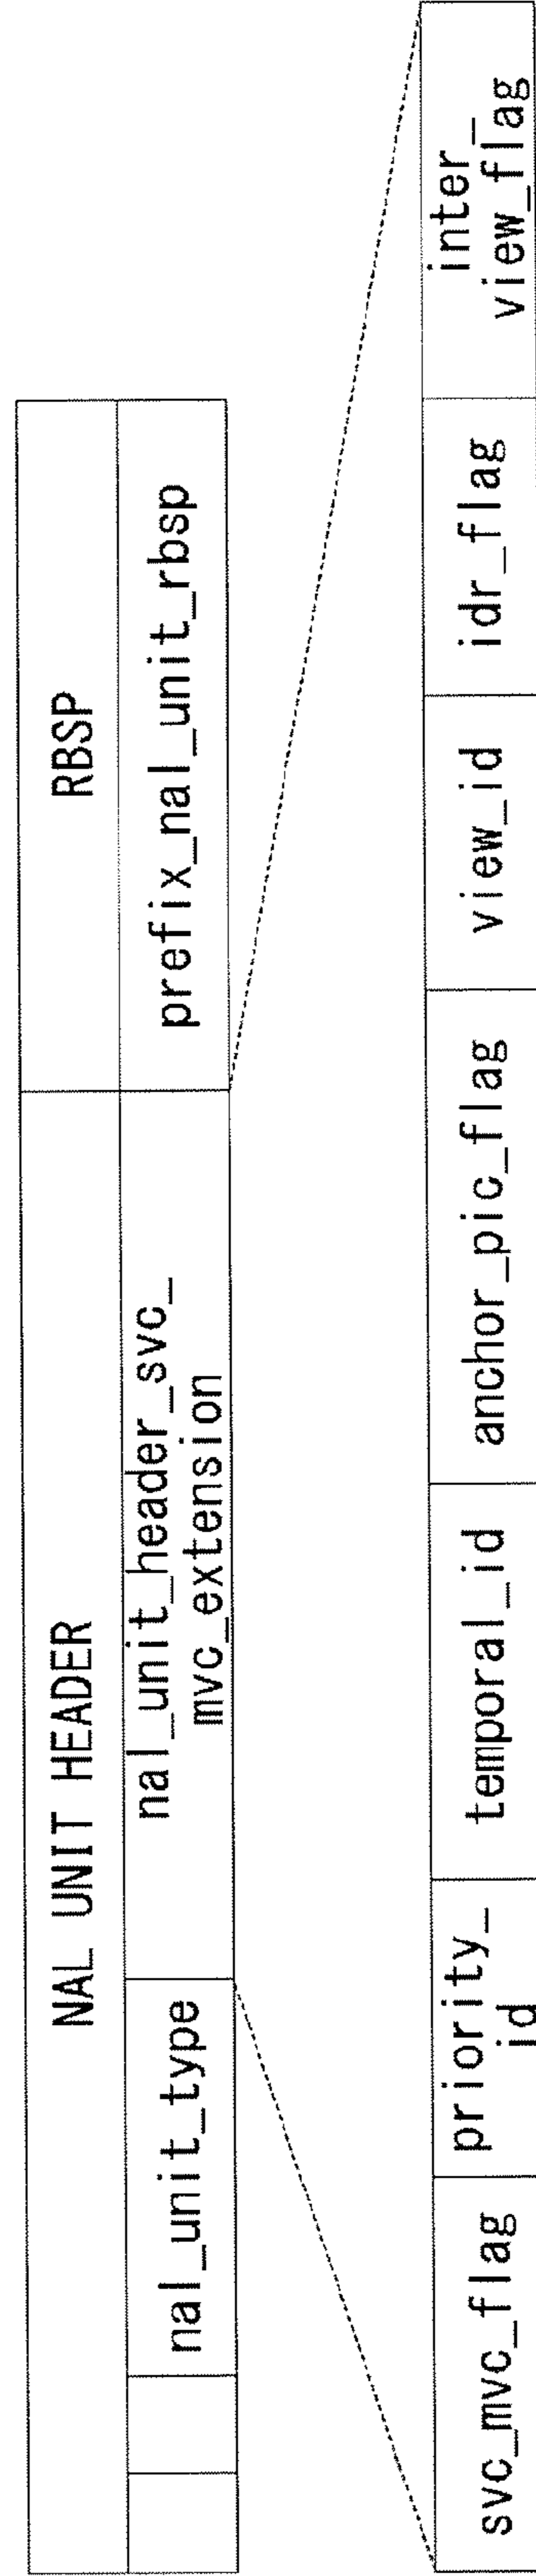 NAL UNIT HEADER
RBSP
nal_unit_type
nal_unit_header_svc_
mvc_extension
prefix_nal_unit_rbsp
svc_mvc_flag
priority_
id
temporal_id
anchor_pic_flag
view_id
idr_flag
inter_
view_flag